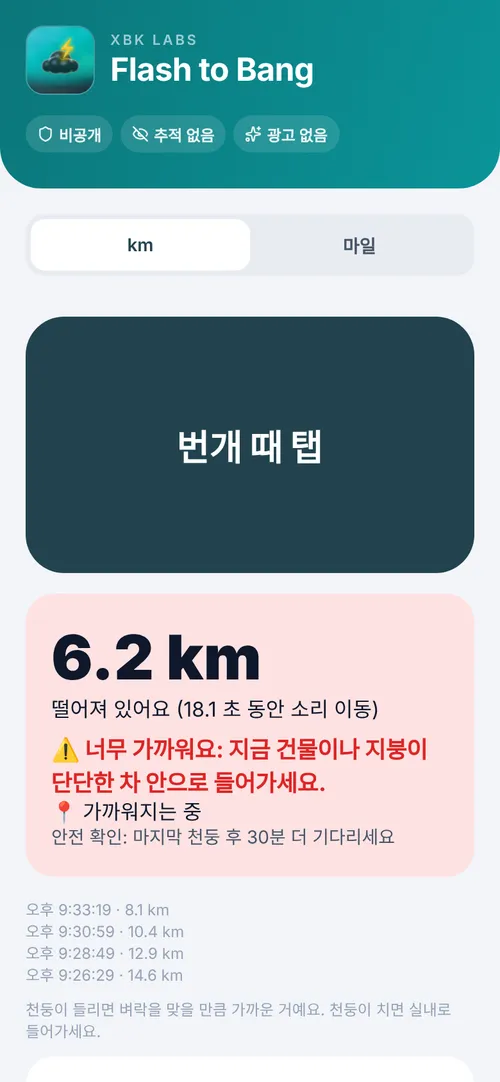 XBK LABS
Flash to Bang
비공개
추적 없음
광고 없음
km
마일
번개 때 탭
6.2 km
떨어져 있어요 (18.1 초 동안 소리 이동)
⚠️ 너무 가까워요: 지금 건물이나 지붕이
단단한 차 안으로 들어가세요.
📍 가까워지는 중
안전 확인: 마지막 천둥 후 30분 더 기다리세요
오후 9:33:19 · 8.1 km
오후 9:30:59 · 10.4 km
오후 9:28:49 · 12.9 km
오후 9:26:29 · 14.6 km
천둥이 들리면 벼락을 맞을 만큼 가까운 거예요. 천둥이 치면 실내로
들어가세요.